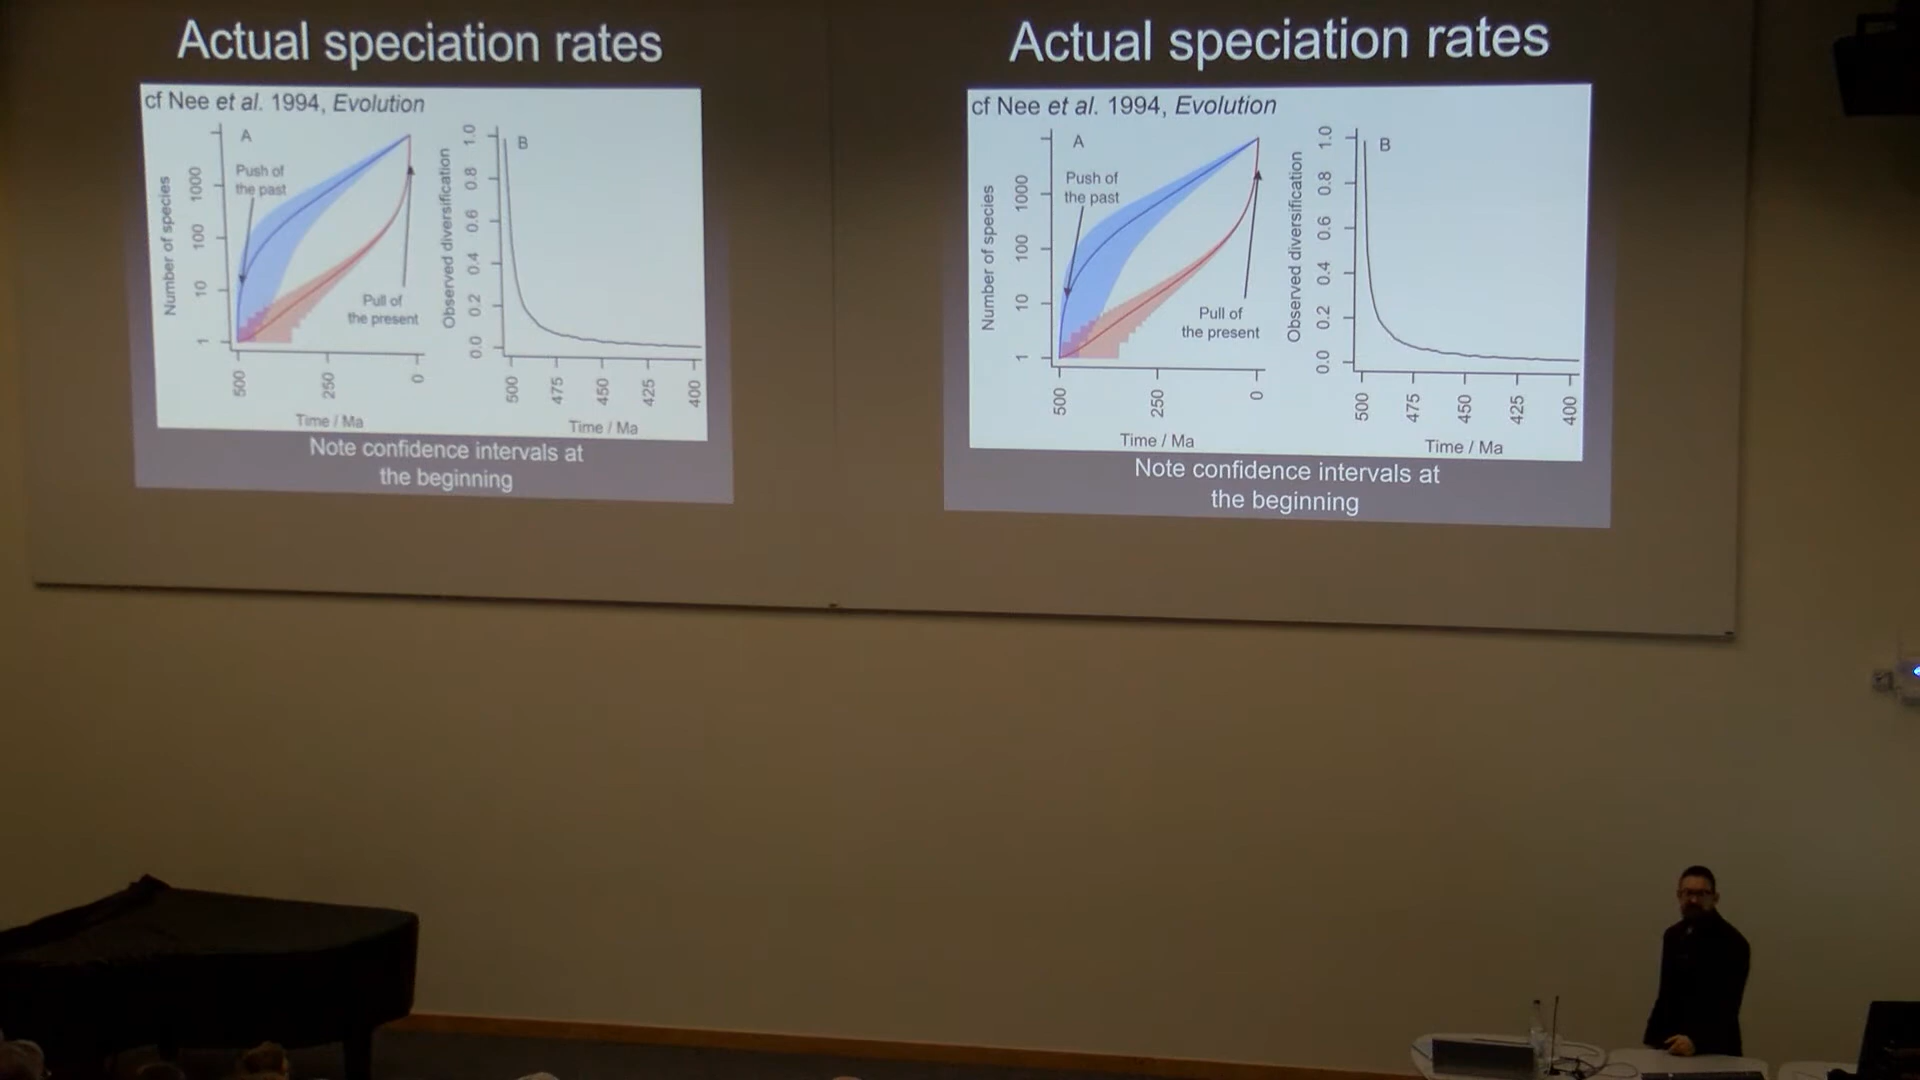 Actual speciation rates
cf Nee et al. 1994, Evolution
A
Push of
the past
Pull of
the present
Number of species
1
10
100
1000
500
250
0
Time / Ma
B
Observed diversification
0.0
0.2
0.4
0.6
0.8
1.0
500
475
450
425
400
Time / Ma
Note confidence intervals at
the beginning
Actual speciation rates
cf Nee et al. 1994, Evolution
A
Push of
the past
Pull of
the present
Number of species
1
10
100
1000
500
250
0
Time / Ma
B
Observed diversification
0.0
0.2
0.4
0.6
0.8
1.0
500
475
450
425
400
Time / Ma
Note confidence intervals at
the beginning